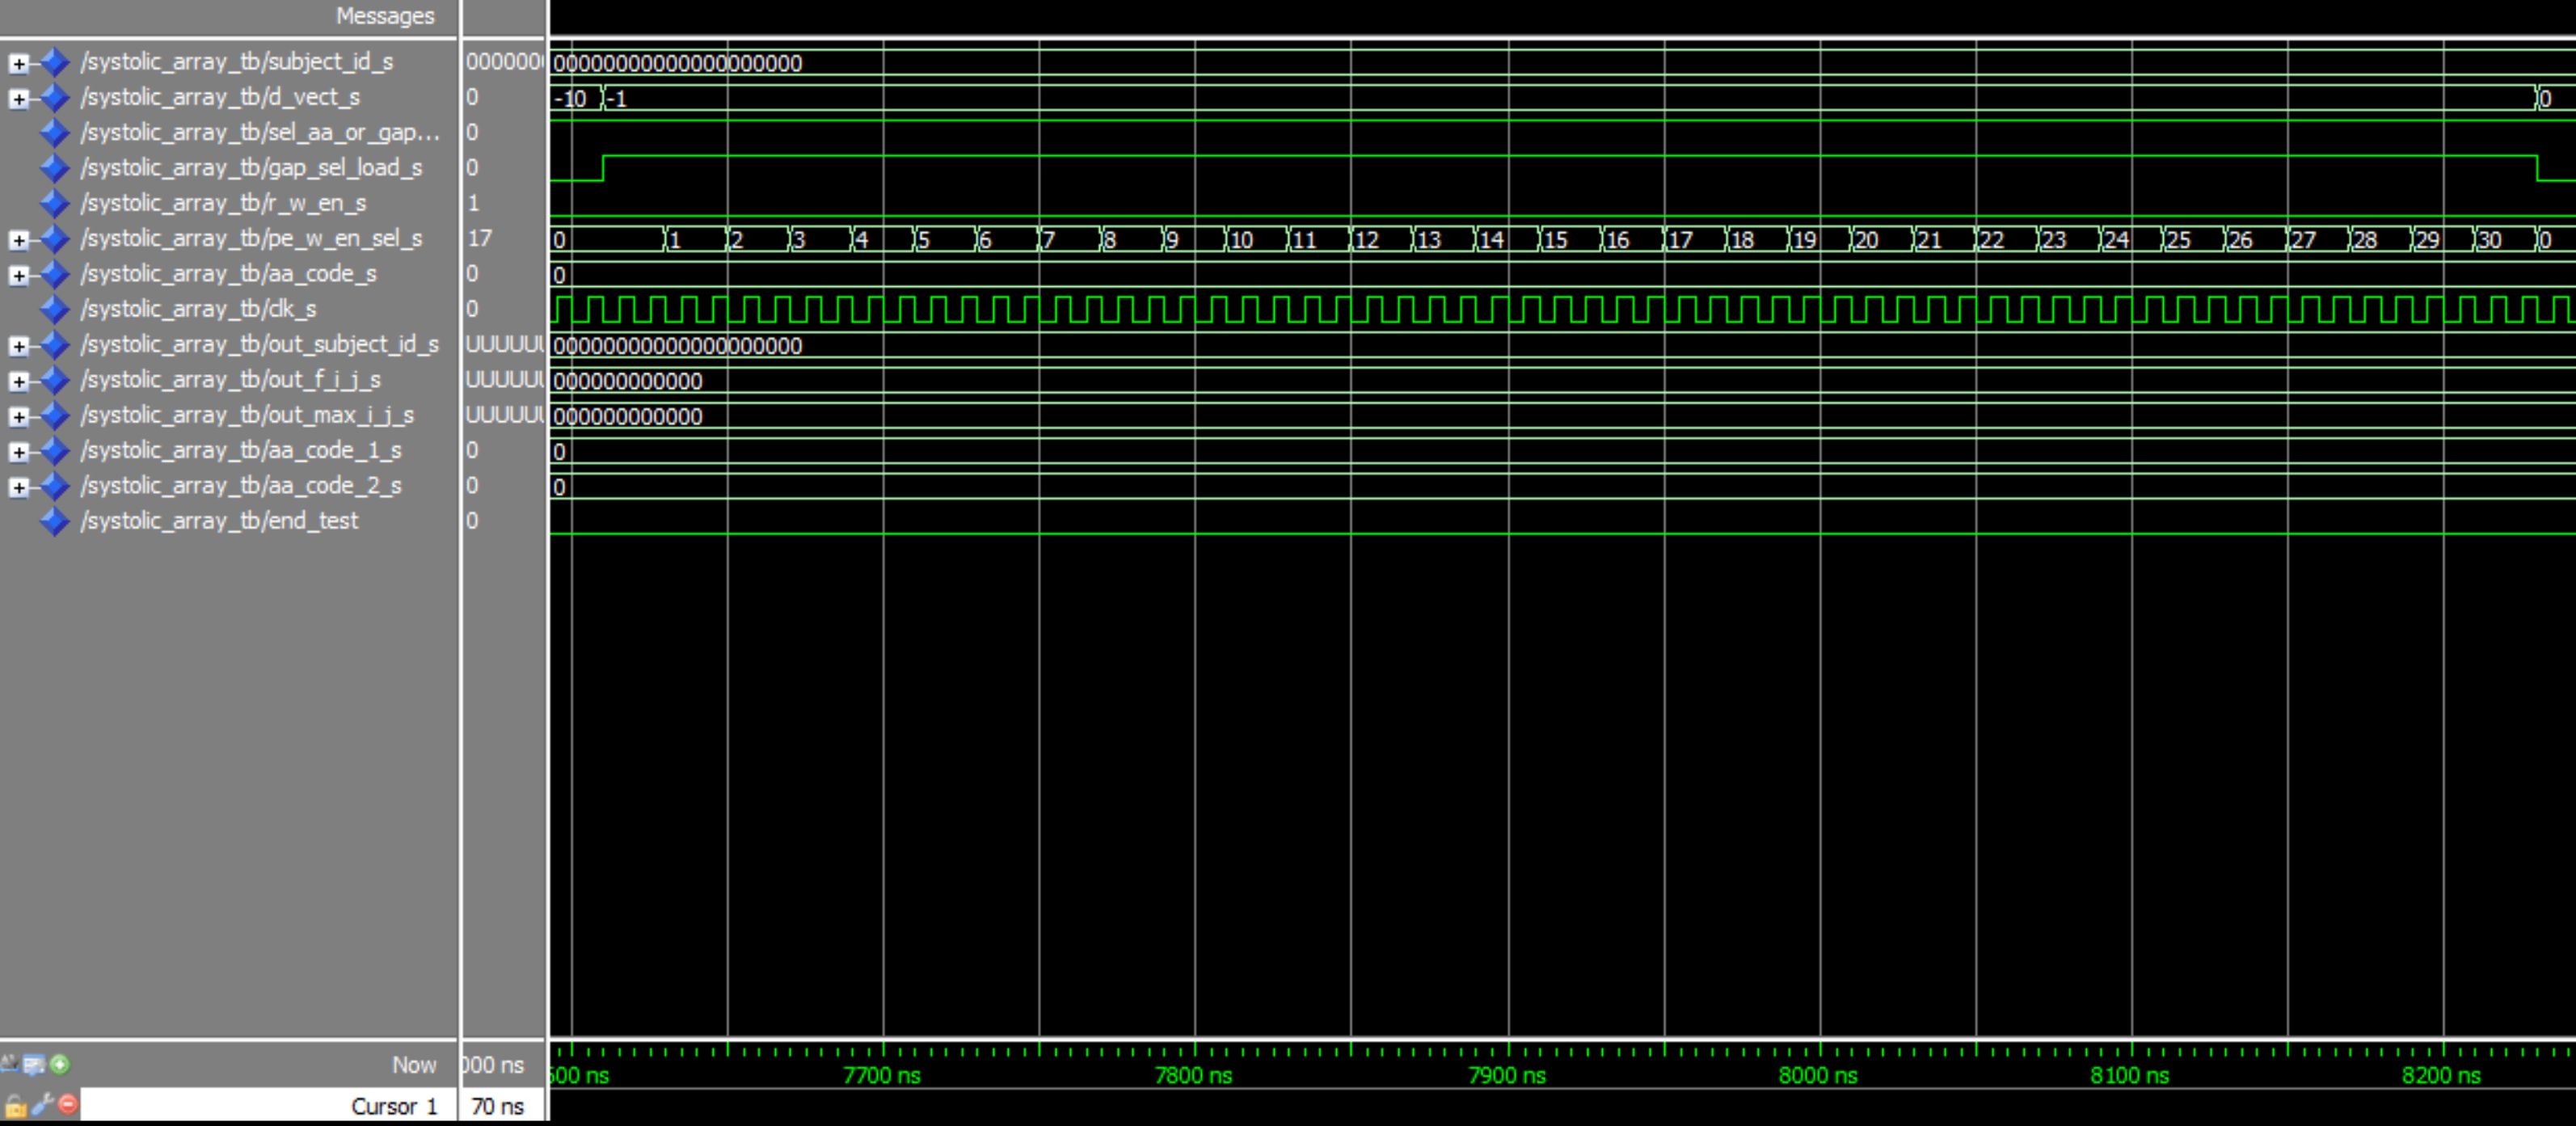 Messages
/systolic_array_tb/subject_id_s 0000000 00000000000000000000
/systolic_array_tb/d_vect_s 0 -10 -1 0
/systolic_array_tb/sel_aa_or_gap... 0
/systolic_array_tb/gap_sel_load_s 0
/systolic_array_tb/r_w_en_s 1
/systolic_array_tb/pe_w_en_sel_s 17 0 1 2 3 4 5 6 7 8 9 10 11 12 13 14 15 16 17 18 19 20 21 22 23 24 25 26 27 28 29 30 0
/systolic_array_tb/aa_code_s 0 0
/systolic_array_tb/clk_s 0
/systolic_array_tb/out_subject_id_s UUUUUU 00000000000000000000
/systolic_array_tb/out_f_i_j_s UUUUUU 000000000000
/systolic_array_tb/out_max_i_j_s UUUUUU 000000000000
/systolic_array_tb/aa_code_1_s 0 0
/systolic_array_tb/aa_code_2_s 0 0
/systolic_array_tb/end_test 0
Now 000 ns 600 ns 7700 ns 7800 ns 7900 ns 8000 ns 8100 ns 8200 ns
Cursor 1 70 ns